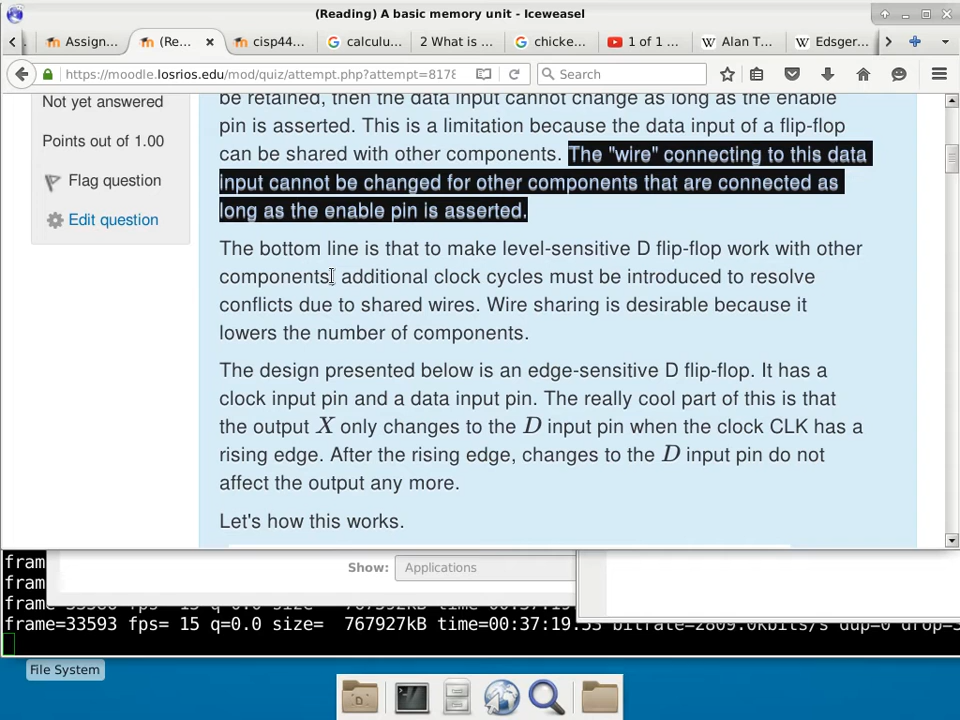 (Reading) A basic memory unit - Iceweasel
Assign... (Re... cisp44... calculu... 2 What is ... chicke... 1 of 1 ... Alan T... Edsger...
https://moodle.losrios.edu/mod/quiz/attempt.php?attempt=8178 Search
Not yet answered
Points out of 1.00
Flag question
Edit question
be retained, then the data input cannot change as long as the enable
pin is asserted. This is a limitation because the data input of a flip-flop
can be shared with other components. The "wire" connecting to this data
input cannot be changed for other components that are connected as
long as the enable pin is asserted.
The bottom line is that to make level-sensitive D flip-flop work with other
components, additional clock cycles must be introduced to resolve
conflicts due to shared wires. Wire sharing is desirable because it
lowers the number of components.
The design presented below is an edge-sensitive D flip-flop. It has a
clock input pin and a data input pin. The really cool part of this is that
the output X only changes to the D input pin when the clock CLK has a
rising edge. After the rising edge, changes to the D input pin do not
affect the output any more.
Let's how this works.
Show: Applications
fram
fram
frame=33593 fps= 15 q=0.0 size= 767927kB time=00:37:19.53 bitrate=2809.0kbits/s dup=0 drop=
File System